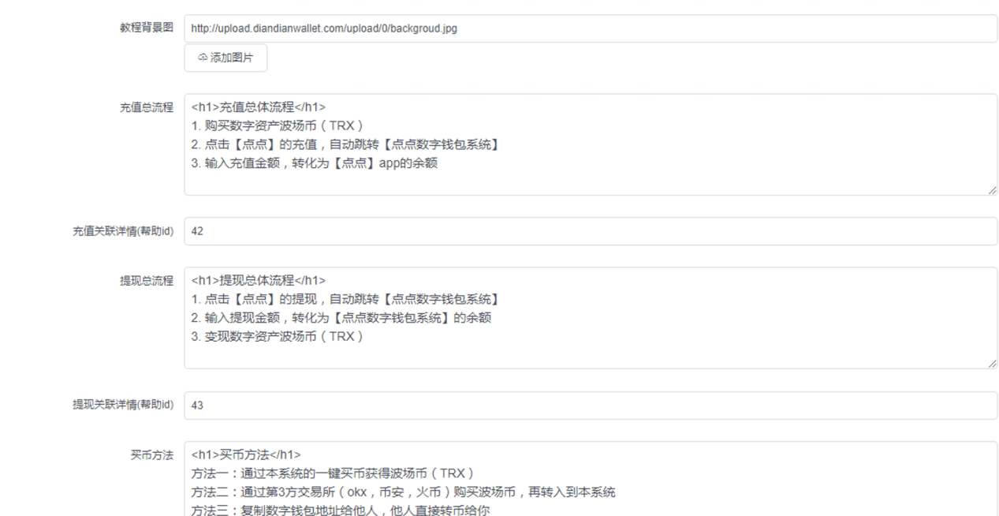 教程背景图
http://upload.diandianwallet.com/upload/0/backgroud.jpg
添加图片
充值总流程
<h1>充值总体流程</h1>
1. 购买数字资产波场币（TRX）
2. 点击【点点】的充值，自动跳转【点点数字钱包系统】
3. 输入充值金额，转化为【点点】app的余额
充值关联详情(帮助id)
42
提现总流程
<h1>提现总体流程</h1>
1. 点击【点点】的提现，自动跳转【点点数字钱包系统】
2. 输入提现金额，转化为【点点数字钱包系统】的余额
3. 变现数字资产波场币（TRX）
提现关联详情(帮助id)
43
买币方法
<h1>买币方法</h1>
方法一：通过本系统的一键买币获得波场币（TRX）
方法二：通过第3方交易所（okx，币安，火币）购买波场币，再转入到本系统
方法三：复制数字钱包地址给他人，他人直接转币给你